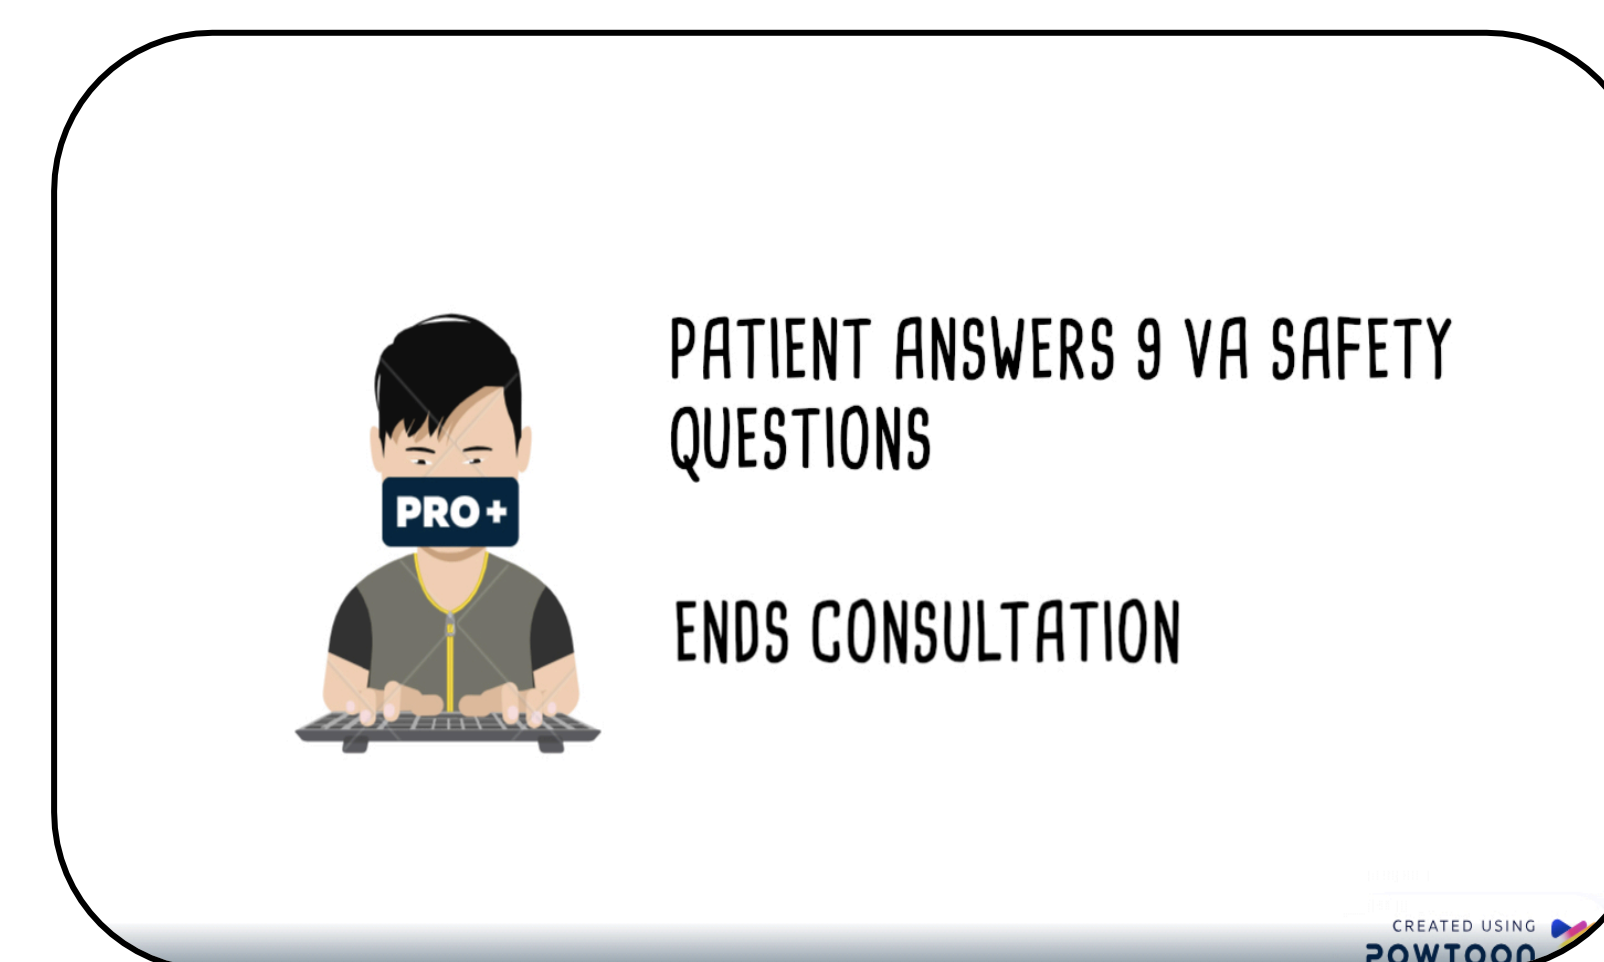 PATIENT ANSWERS 9 VA SAFETY
QUESTIONS
PRO+
ENDS CONSULTATION
CREATED USING
POWTOON